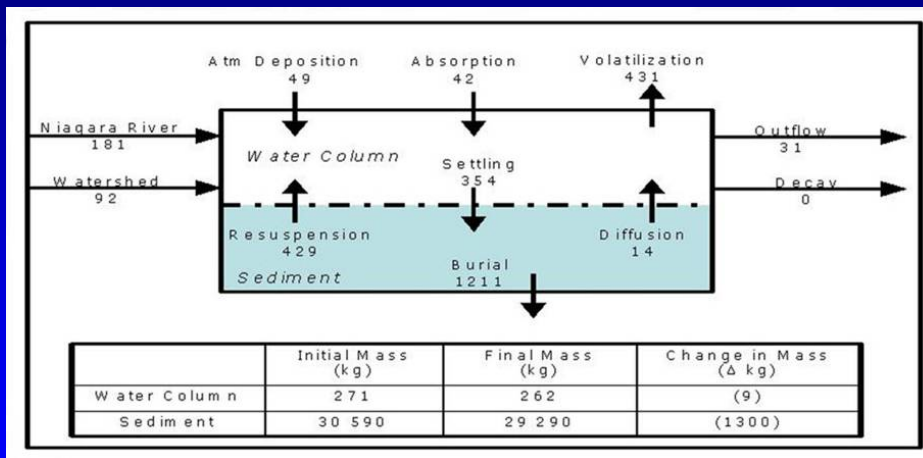 Atm Deposition
49
Absorption
42
Volatilization
431
Niagara River
181
Watershed
92
Water Column
Settling
354
Outflow
31
Decay
0
Resuspension
429
Diffusion
14
Sediment
Burial
1211
Initial Mass (kg) Final Mass (kg) Change in Mass (Δ kg)
Water Column 271 262 (9)
Sediment 30 590 29 290 (1300)